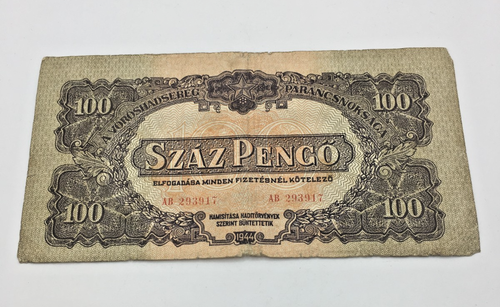 A VÖRÖSHADSEREG PARANCSNOKSÁGA
100 100
SZÁZ PENGŐ
ELFOGADÁSA MINDEN FIZETÉSNÉL KÖTELEZŐ
AB 293917 AB 293917
100 100
HAMISÍTÁSA HADITÖRVÉNYEK
SZERINT BÜNTETTETIK
1944